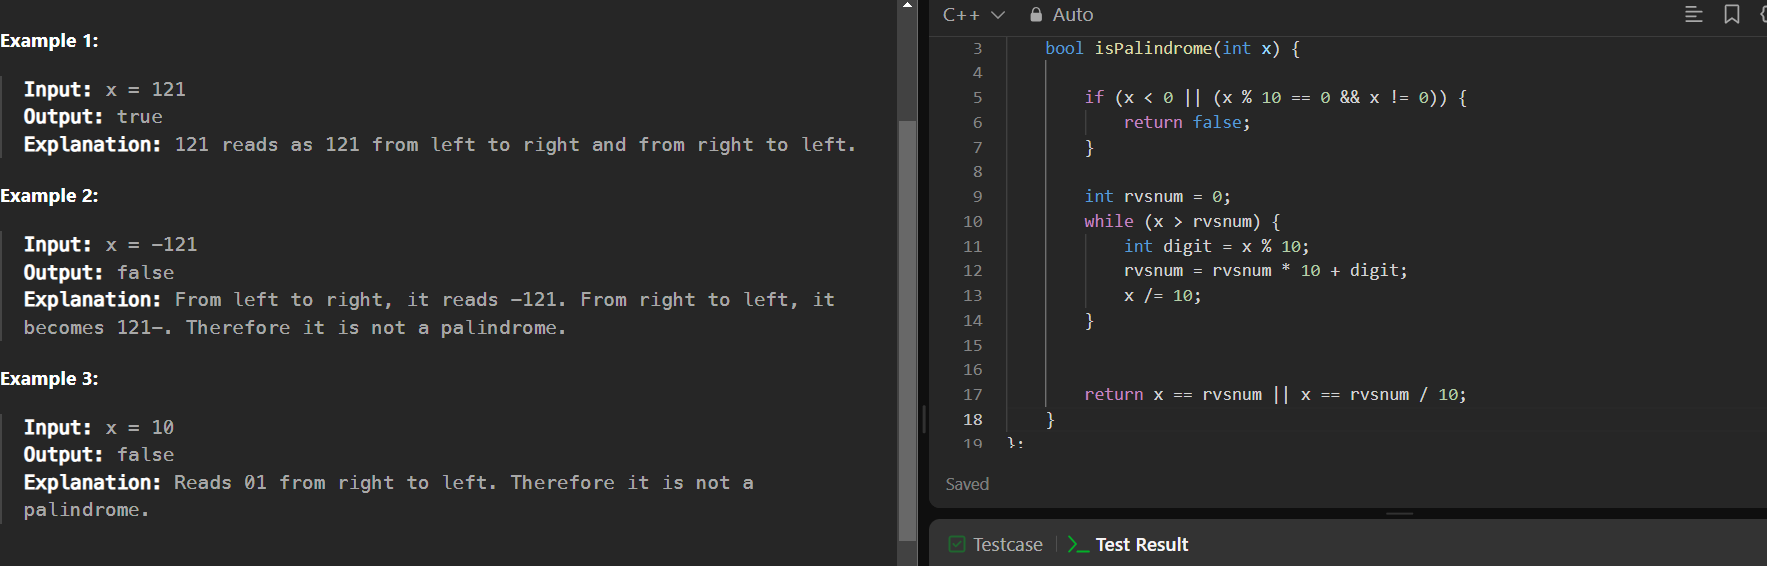 Example 1:
Input: x = 121
Output: true
Explanation: 121 reads as 121 from left to right and from right to left.
Example 2:
Input: x = -121
Output: false
Explanation: From left to right, it reads -121. From right to left, it
becomes 121-. Therefore it is not a palindrome.
Example 3:
Input: x = 10
Output: false
Explanation: Reads 01 from right to left. Therefore it is not a
palindrome.
C++ Auto
3 bool isPalindrome(int x) {
4
5 if (x < 0 || (x % 10 == 0 && x != 0)) {
6 return false;
7 }
8
9 int rvsnum = 0;
10 while (x > rvsnum) {
11 int digit = x % 10;
12 rvsnum = rvsnum * 10 + digit;
13 x /= 10;
14 }
15
16
17 return x == rvsnum || x == rvsnum / 10;
18 }
19 };
Saved
Testcase Test Result